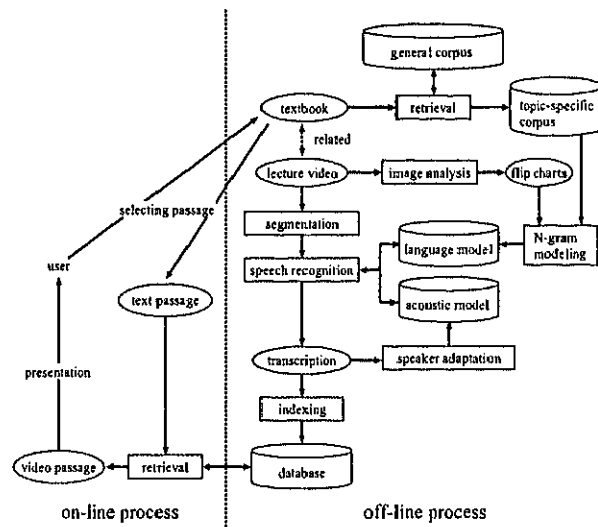 general corpus
textbook
retrieval
topic-specific
corpus
related
lecture video
image analysis
flip charts
selecting passage
segmentation
language model
N-gram
modeling
user
speech recognition
text passage
acoustic model
transcription
speaker adaptation
presentation
indexing
video passage
retrieval
database
on-line process
off-line process